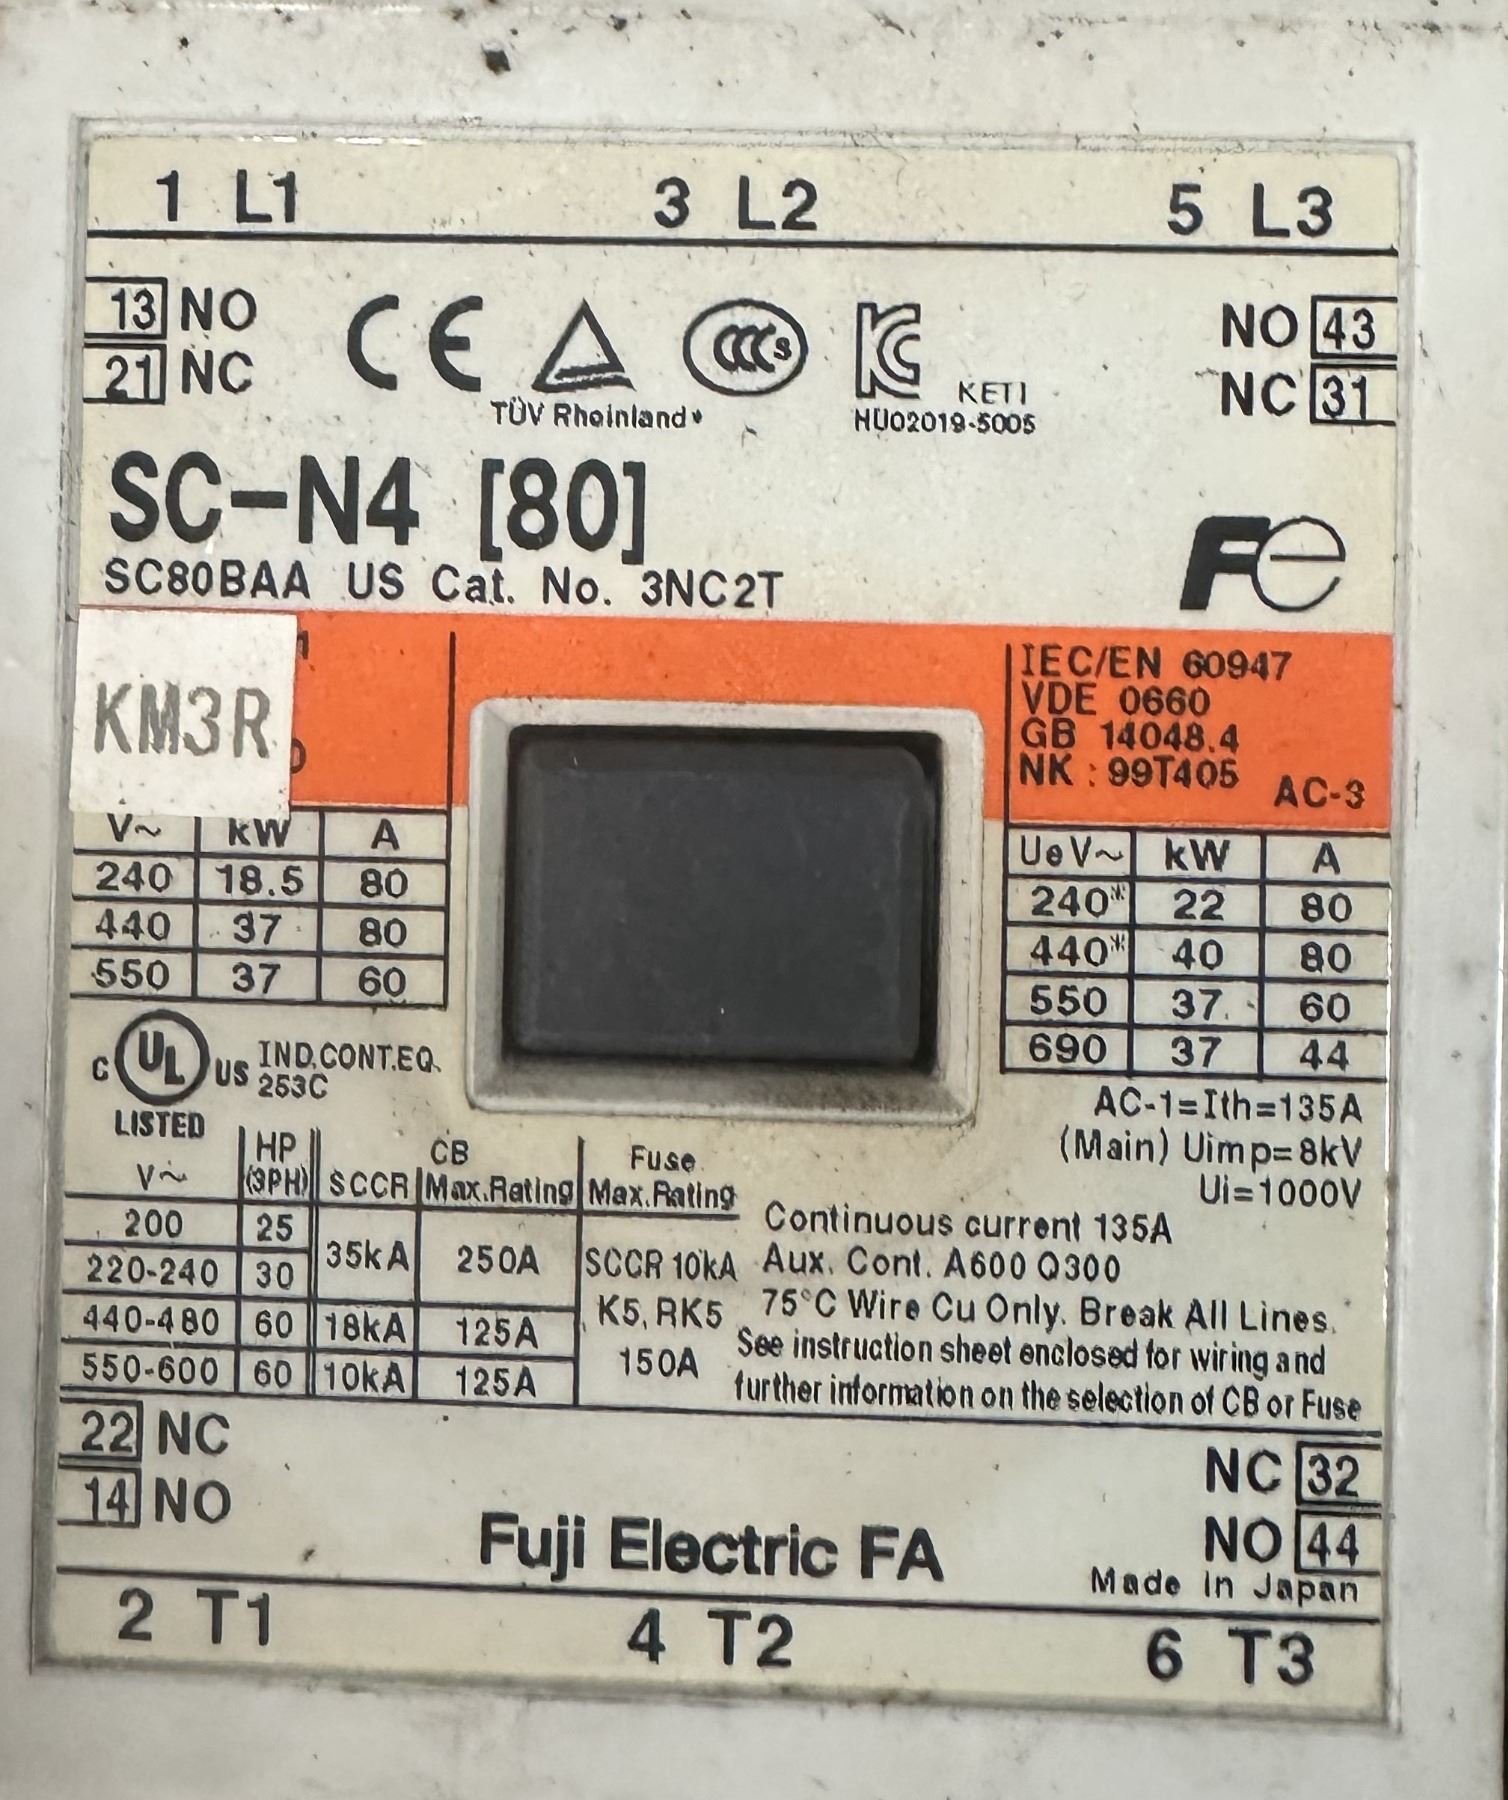 1 L1 3 L2 5 L3
13 NO
21 NC
NO 43
NC 31
CE
TÜV Rheinland
CCC S
KC KETI
HU02019-5005
SC-N4 [80]
Fe
SC80BAA US Cat. No. 3NC2T
KM3R
IEC/EN 60947
VDE 0660
GB 14048.4
NK : 99T405
AC-3
V~ kW A
240 18.5 80
440 37 80
550 37 60
Ue V~ kW A
240* 22 80
440* 40 80
550 37 60
690 37 44
C UL US
LISTED
IND.CONT.EQ.
253C
AC-1=Ith=135A
(Main) Uimp=8kV
Ui=1000V
V~ HP (3PH) SCCR CB Max.Rating Fuse Max.Rating
200 25 35kA 250A
220-240 30
440-480 60 18kA 125A
550-600 60 10kA 125A
SCCR 10kA
K5, RK5
150A
Continuous current 135A
Aux. Cont. A600 Q300
75°C Wire Cu Only. Break All Lines.
See instruction sheet enclosed for wiring and
further information on the selection of CB or Fuse
22 NC
14 NO
NC 32
NO 44
Fuji Electric FA
Made in Japan
2 T1 4 T2 6 T3